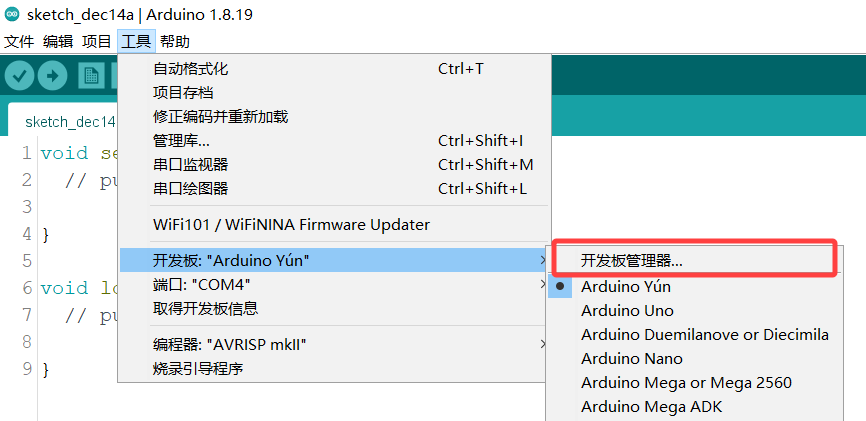 sketch_dec14a | Arduino 1.8.19
文件 编辑 项目 工具 帮助
自动格式化 Ctrl+T
项目存档
修正编码并重新加载
管理库... Ctrl+Shift+I
串口监视器 Ctrl+Shift+M
串口绘图器 Ctrl+Shift+L
WiFi101 / WiFiNINA Firmware Updater
开发板: "Arduino Yún"
端口: "COM4"
取得开发板信息
编程器: "AVRISP mkII"
烧录引导程序
开发板管理器...
Arduino Yún
Arduino Uno
Arduino Duemilanove or Diecimila
Arduino Nano
Arduino Mega or Mega 2560
Arduino Mega ADK
sketch_dec14
1 void se
2 // pu
3
4 }
5
6 void lo
7 // pu
8
9 }